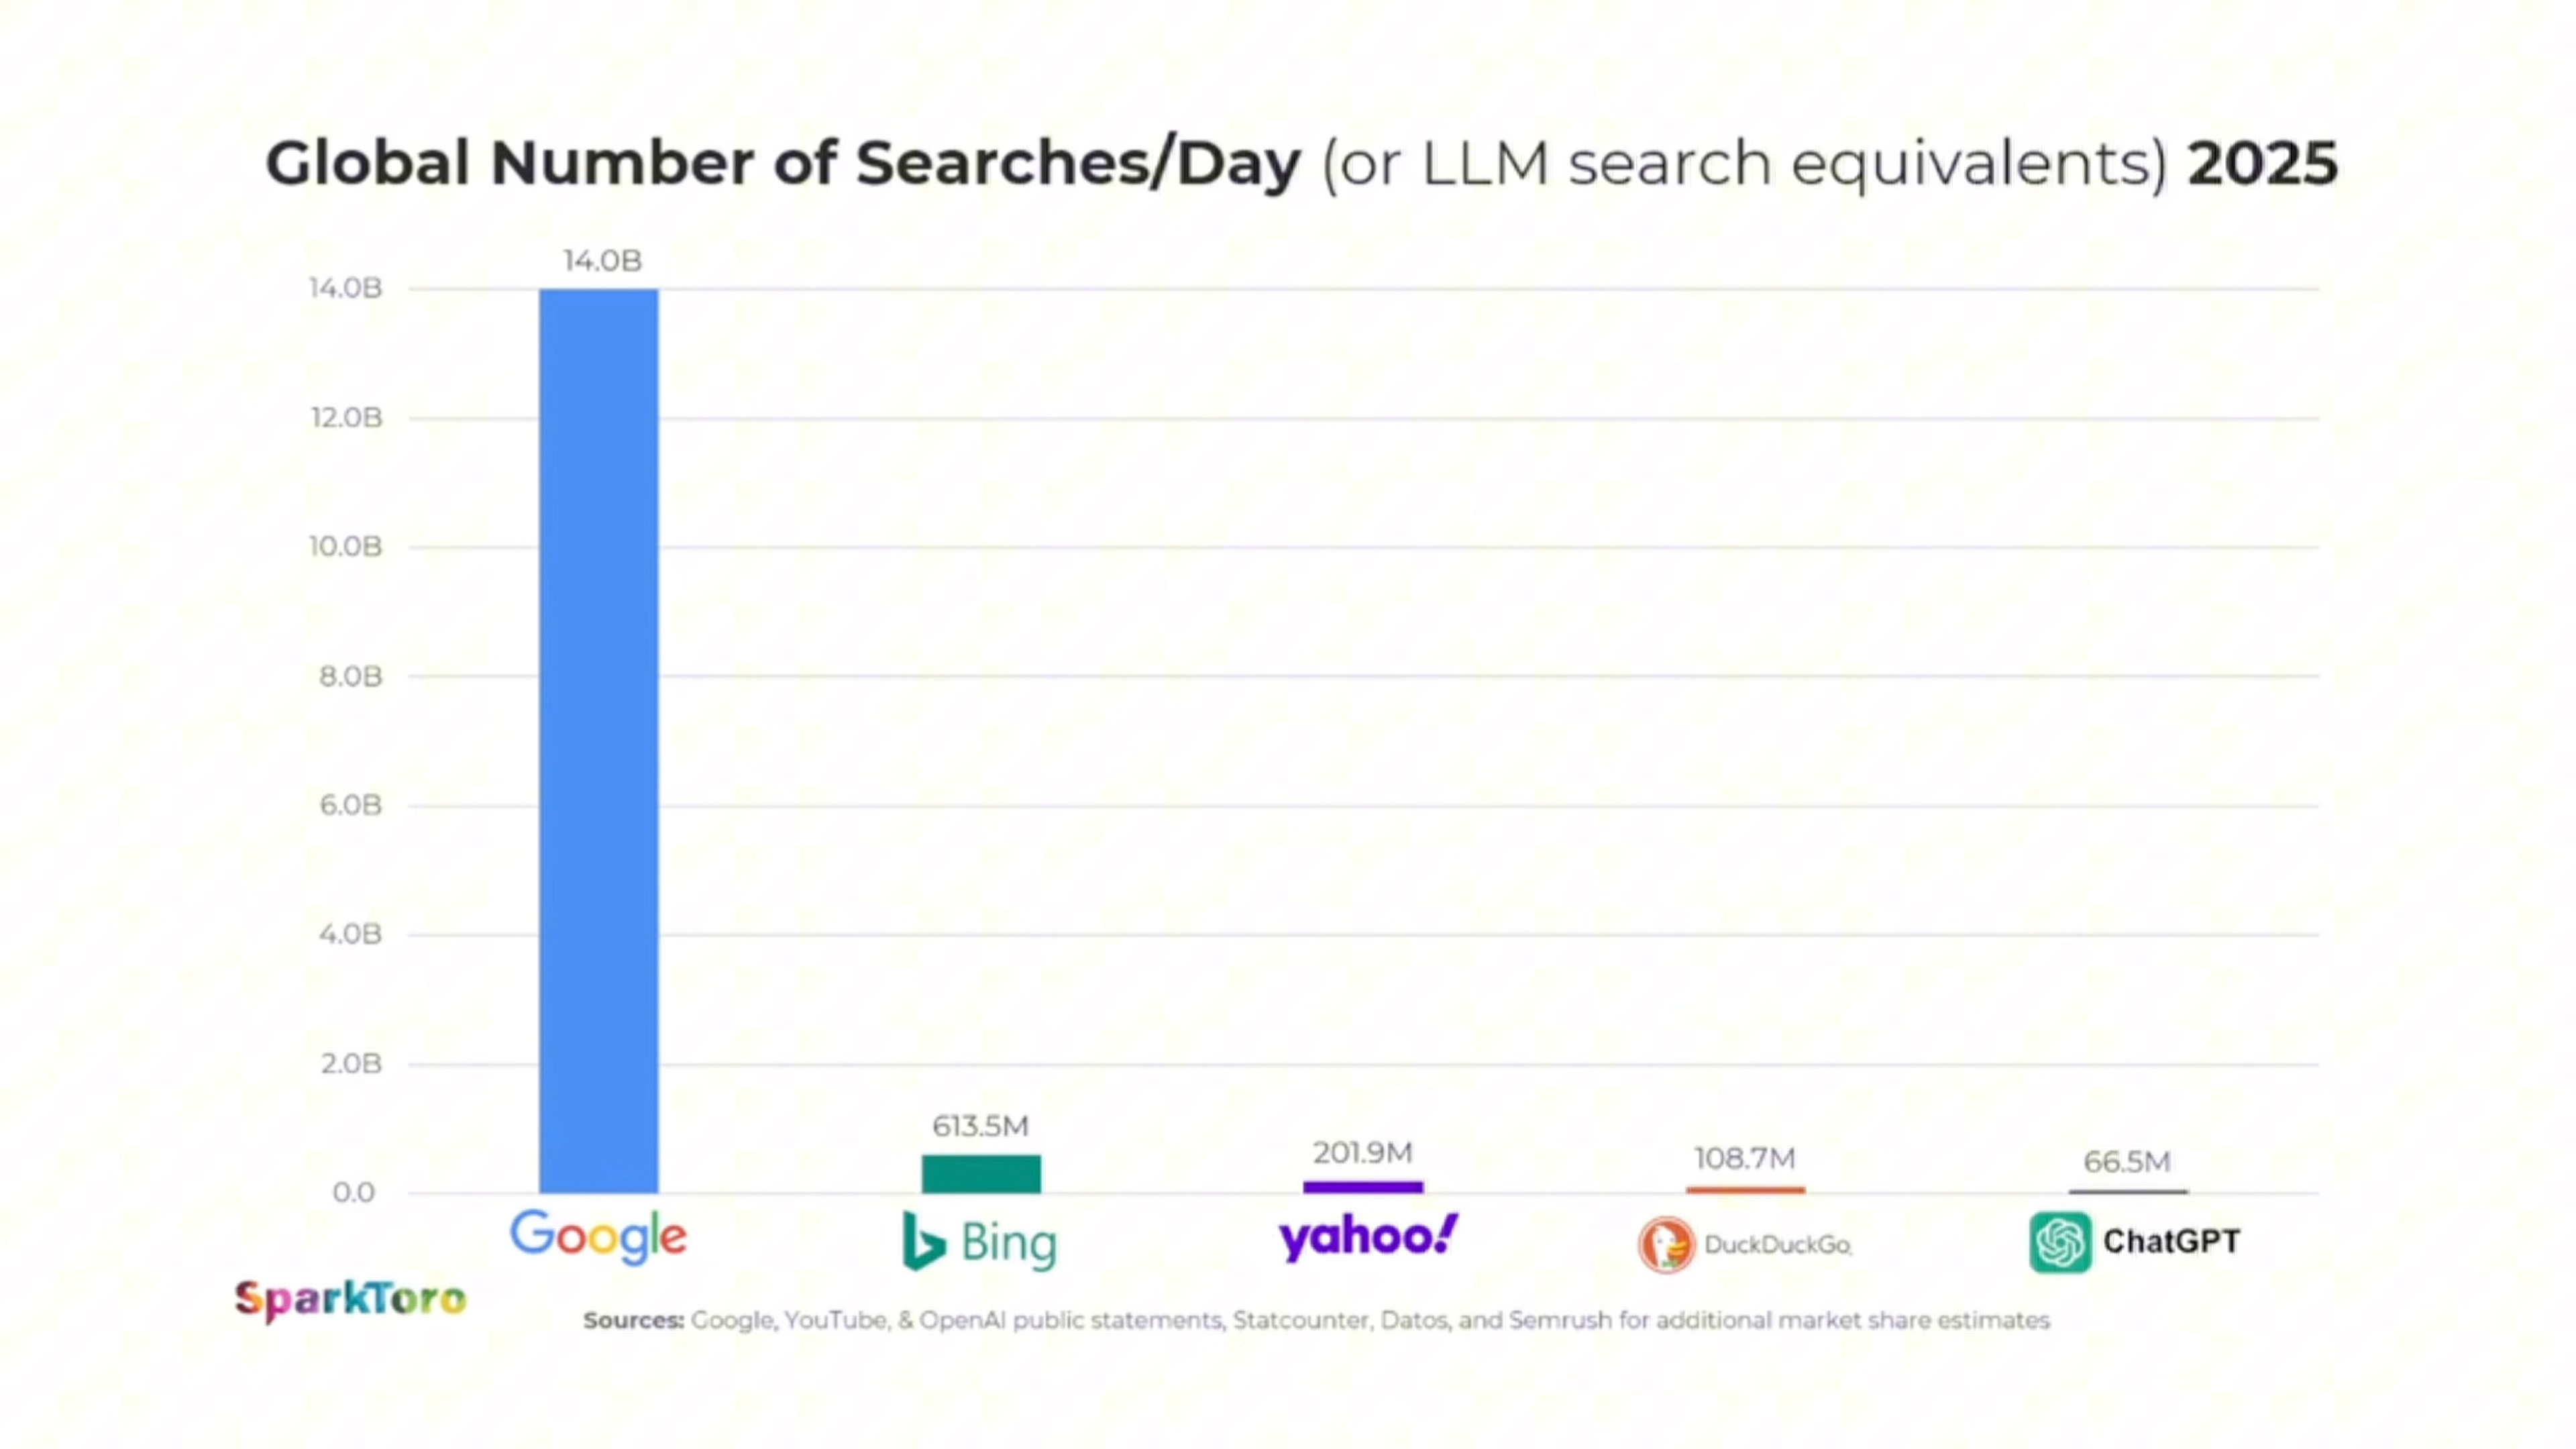 Global Number of Searches/Day (or LLM search equivalents) 2025
14.0B
14.0B
12.0B
10.0B
8.0B
6.0B
4.0B
2.0B
0.0
613.5M
201.9M
108.7M
66.5M
Google
Bing
yahoo!
DuckDuckGo
ChatGPT
SparkToro
Sources: Google, YouTube, & OpenAI public statements, Statcounter, Datos, and Semrush for additional market share estimates